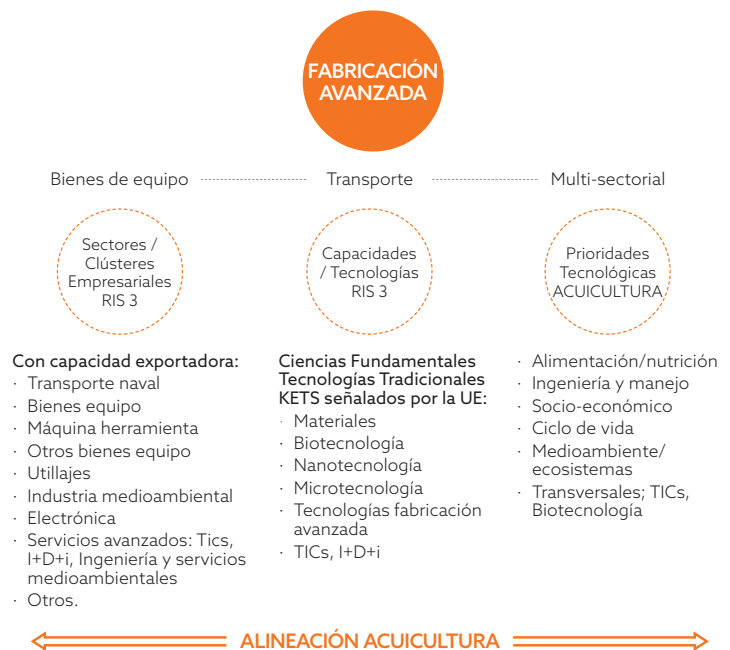 FABRICACIÓN
AVANZADA
Bienes de equipo
Transporte
Multi-sectorial
Sectores /
Clústeres
Empresariales
RIS 3
Capacidades
/ Tecnologías
RIS 3
Prioridades
Tecnológicas
ACUICULTURA
Con capacidad exportadora:
· Transporte naval
· Bienes equipo
· Máquina herramienta
· Otros bienes equipo
· Utillajes
· Industria medioambiental
· Electrónica
· Servicios avanzados: Tics,
I+D+i, Ingeniería y servicios
medioambientales
· Otros.
Ciencias Fundamentales
Tecnologías Tradicionales
KETS señalados por la UE:
· Materiales
· Biotecnología
· Nanotecnología
· Microtecnología
· Tecnologías fabricación
avanzada
· TICs, I+D+i
· Alimentación/nutrición
· Ingeniería y manejo
· Socio-económico
· Ciclo de vida
· Medioambiente/
ecosistemas
· Transversales; TICs,
Biotecnología
ALINEACIÓN ACUICULTURA